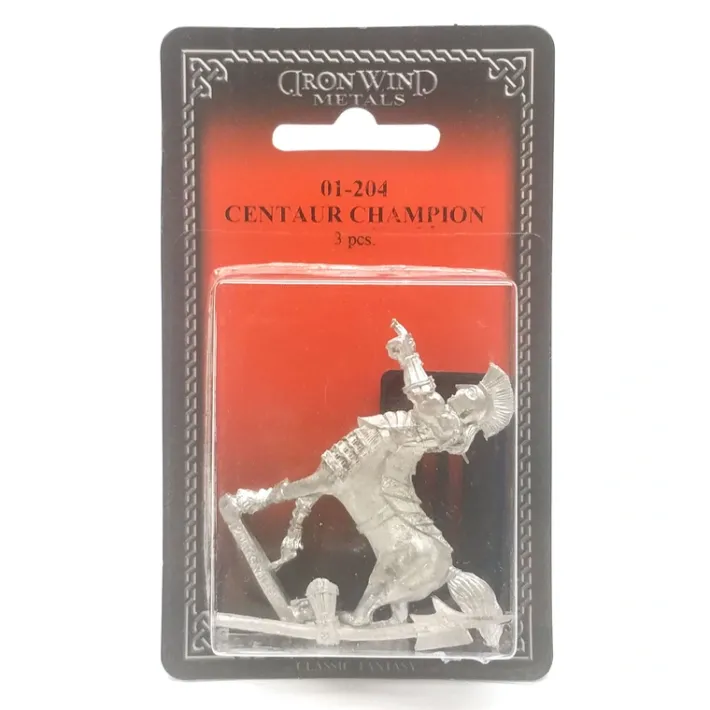 IRON WIND
METALS
01-204
CENTAUR CHAMPION
3 pcs.
CLASSIC FANTASY